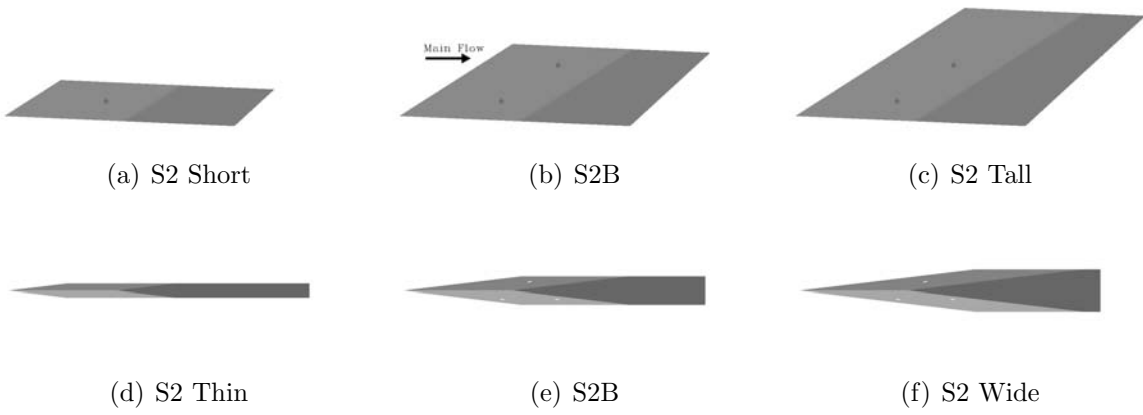 Main Flow
(a) S2 Short
(b) S2B
(c) S2 Tall
(d) S2 Thin
(e) S2B
(f) S2 Wide